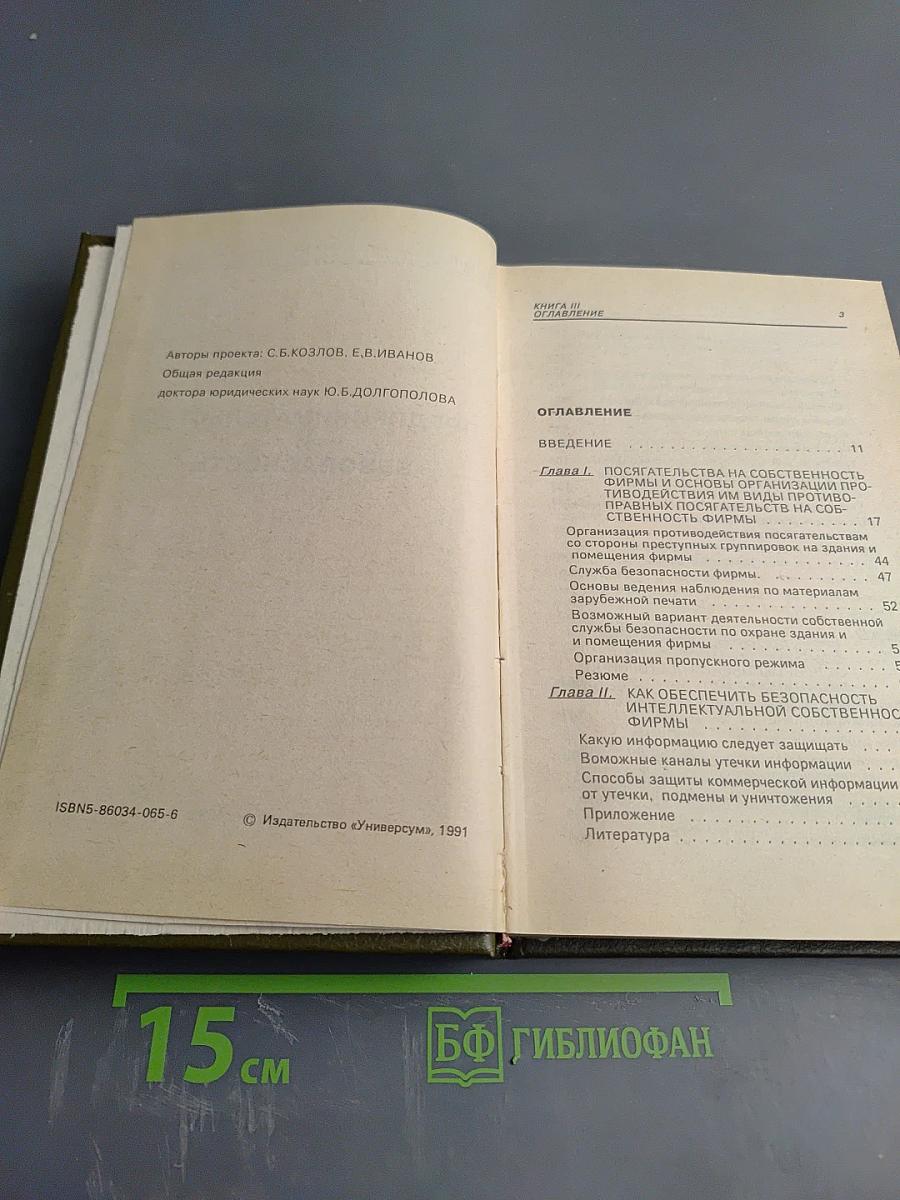 Авторы проекта: С.Б.КОЗЛОВ, Е,В.ИВАНОВ
Общая редакция
доктора юридических наук Ю.Б.ДОЛГОПОЛОВА
ISBN5-86034-065-6
© Издательство «Универсум», 1991
КНИГА III
ОГЛАВЛЕНИЕ 3
ОГЛАВЛЕНИЕ
ВВЕДЕНИЕ . . . . . . . . . . . . . . . . . . . . . . 11
Глава I. ПОСЯГАТЕЛЬСТВА НА СОБСТВЕННОСТЬ
ФИРМЫ И ОСНОВЫ ОРГАНИЗАЦИИ ПРО-
ТИВОДЕЙСТВИЯ ИМ ВИДЫ ПРОТИВО-
ПРАВНЫХ ПОСЯГАТЕЛЬСТВ НА СОБ-
СТВЕННОСТЬ ФИРМЫ . . . . . . . . . 17
Организация противодействия посягательствам
со стороны преступных группировок на здания и
помещения фирмы . . . . . . . . . . . . . . . 44
Служба безопасности фирмы. . . . . . . . . . 47
Основы ведения наблюдения по материалам
зарубежной печати . . . . . . . . . . . . . . . 52
Возможный вариант деятельности собственной
службы безопасности по охране здания и
и помещения фирмы . . . . . . . . . . . . . 5
Организация пропускного режима . . . . . .
Резюме . . . . . . . . . . . . . . . . . . . . .
Глава II. КАК ОБЕСПЕЧИТЬ БЕЗОПАСНОСТЬ
ИНТЕЛЛЕКТУАЛЬНОЙ СОБСТВЕННОС
ФИРМЫ . . . . . . . . . . . . . . . .
Какую информацию следует защищать . . .
Воможные каналы утечки информации . . .
Способы защиты коммерческой информации
от утечки, подмены и уничтожения . . . .
Приложение . . . . . . . . . . . . . . . . .
Литература . . . . . . . . . . . . . . . . .
15 см
БФ ГИБЛИОФАН